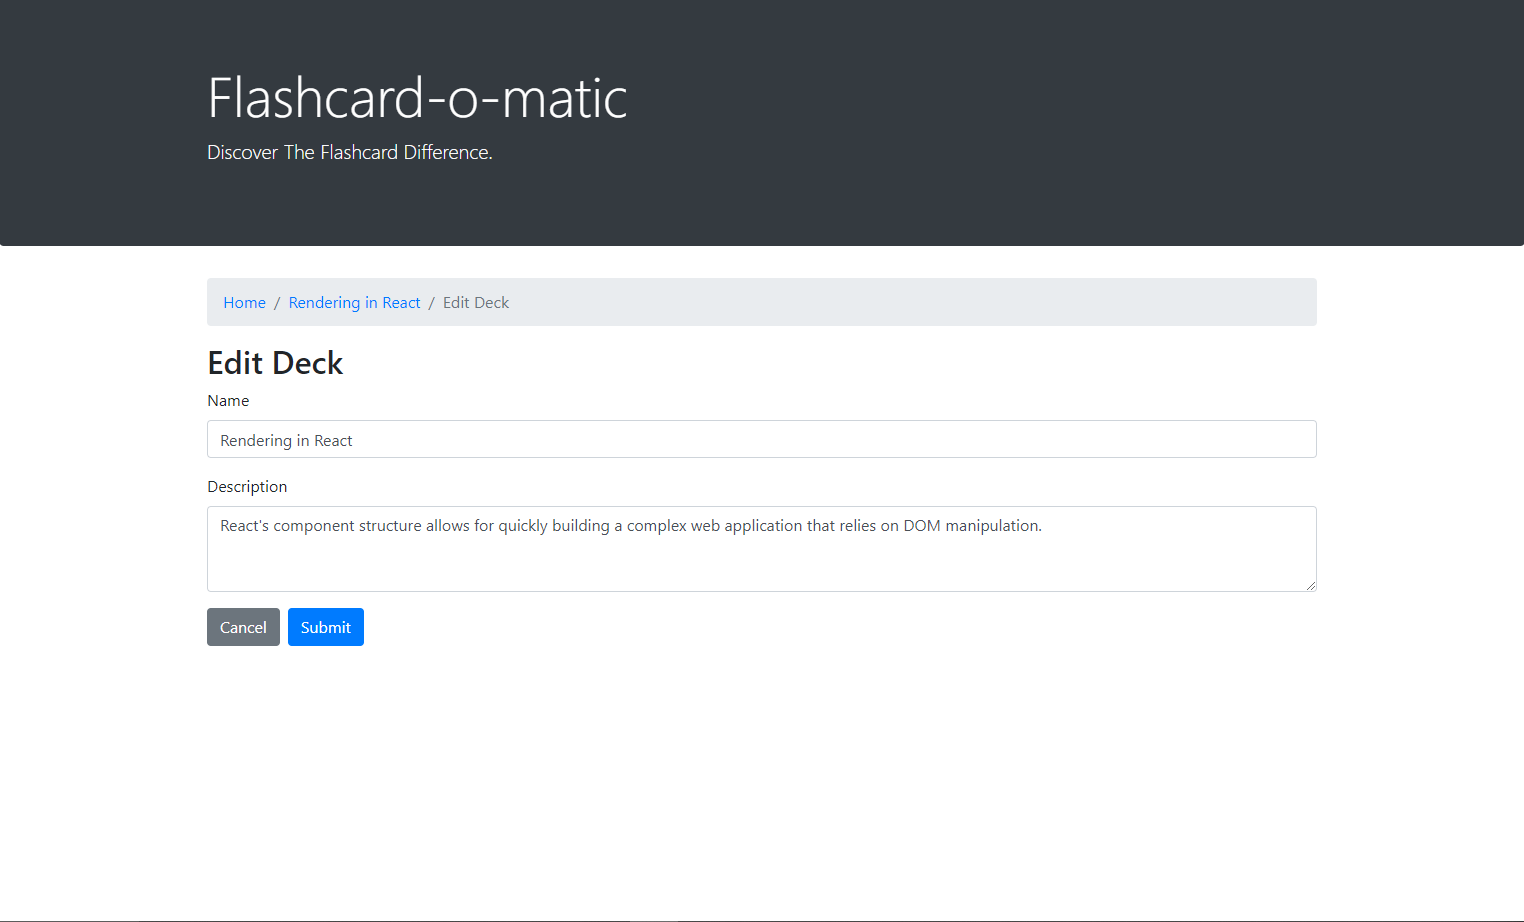 Flashcard-o-matic
Discover The Flashcard Difference.
Home / Rendering in React / Edit Deck
Edit Deck
Name
Rendering in React
Description
React's component structure allows for quickly building a complex web application that relies on DOM manipulation.
Cancel Submit